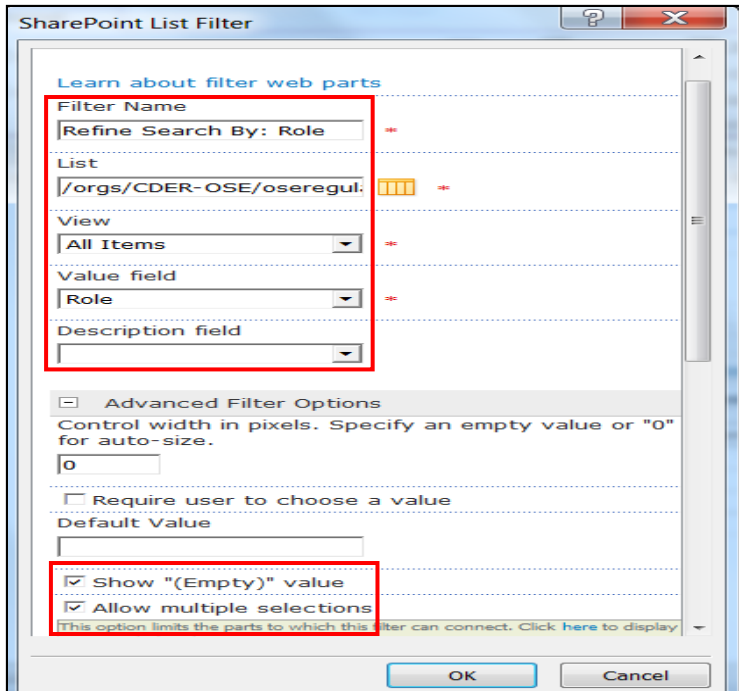 SharePoint List Filter
Learn about filter web parts
Filter Name
Refine Search By: Role *
List
/orgs/CDER-OSE/oseregula *
View
All Items *
Value field
Role *
Description field
Advanced Filter Options
Control width in pixels. Specify an empty value or "0"
for auto-size.
0
Require user to choose a value
Default Value
Show "(Empty)" value
Allow multiple selections
This option limits the parts to which this filter can connect. Click here to display
OK Cancel